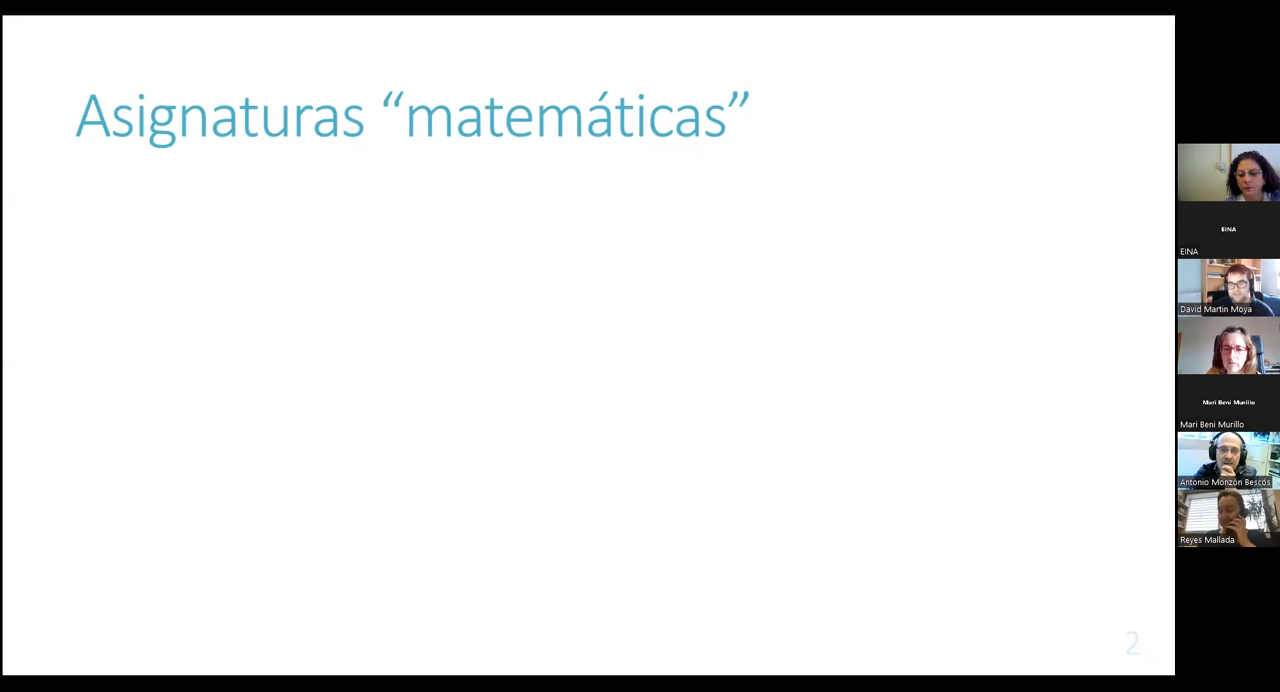 Asignaturas “matemáticas”
2
EINA
EINA
David Martin Moya
Mari Beni Murillo
Mari Beni Murillo
Antonio Monzón Bescós
Reyes Mallada